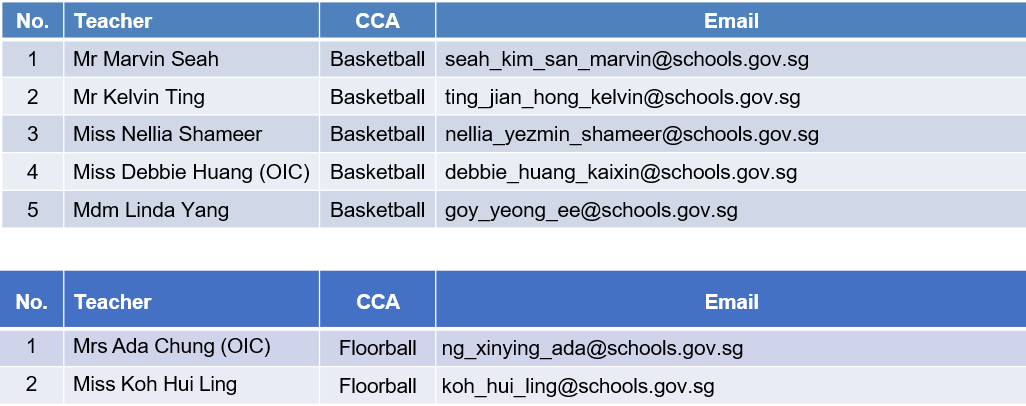 No. Teacher CCA Email
1 Mr Marvin Seah Basketball seah_kim_san_marvin@schools.gov.sg
2 Mr Kelvin Ting Basketball ting_jian_hong_kelvin@schools.gov.sg
3 Miss Nellia Shameer Basketball nellia_yezmin_shameer@schools.gov.sg
4 Miss Debbie Huang (OIC) Basketball debbie_huang_kaixin@schools.gov.sg
5 Mdm Linda Yang Basketball goy_yeong_ee@schools.gov.sg
No. Teacher CCA Email
1 Mrs Ada Chung (OIC) Floorball ng_xinying_ada@schools.gov.sg
2 Miss Koh Hui Ling Floorball koh_hui_ling@schools.gov.sg